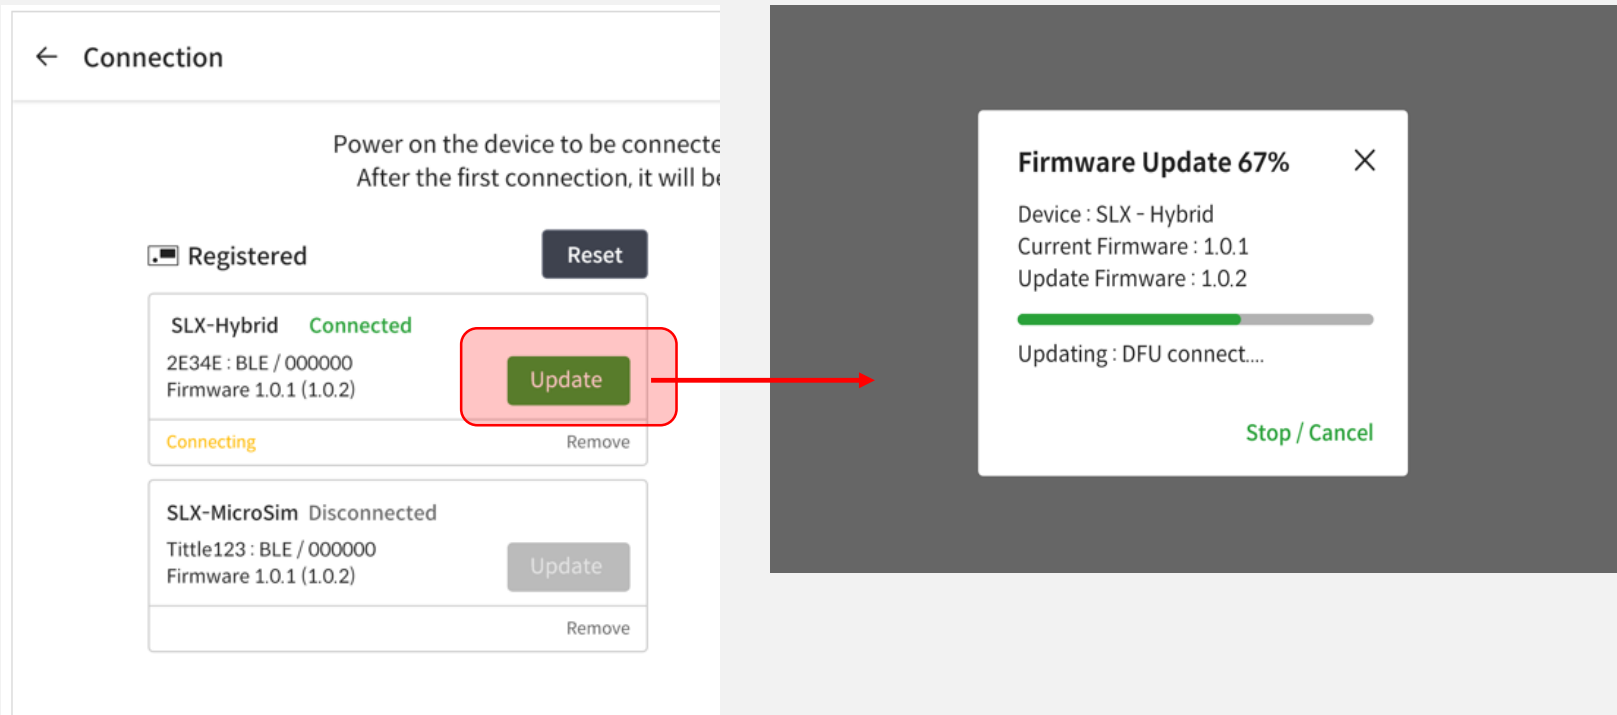 Connection
Power on the device to be connecte
After the first connection, it will be
Registered
Reset
SLX-Hybrid Connected
2E34E : BLE / 000000
Firmware 1.0.1 (1.0.2)
Update
Connecting
Remove
SLX-MicroSim Disconnected
Tittle123 : BLE / 000000
Firmware 1.0.1 (1.0.2)
Update
Remove
Firmware Update 67%
Device : SLX - Hybrid
Current Firmware : 1.0.1
Update Firmware : 1.0.2
Updating : DFU connect....
Stop / Cancel